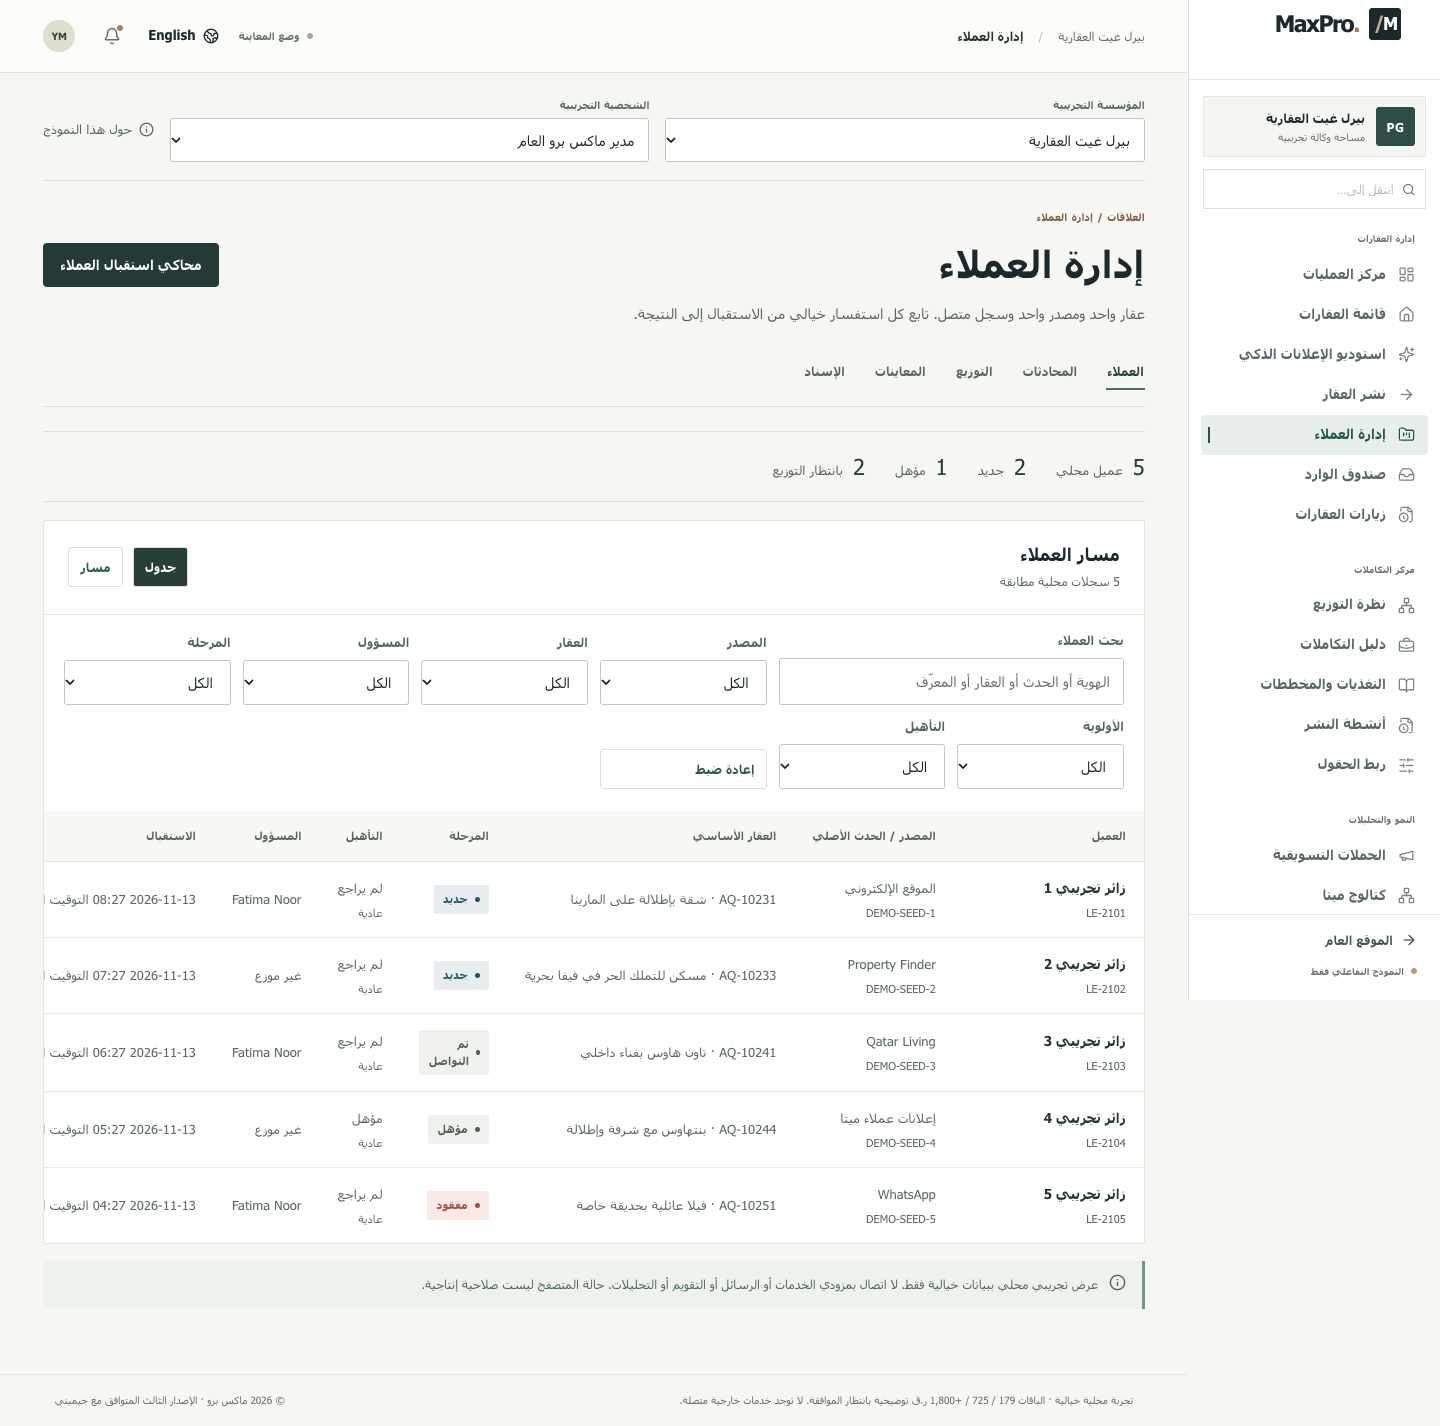 MaxPro.
/M
بيرل غيت العقارية
مساحة وكالة تجريبية
PG
انتقل إلى...
إدارة العقارات
مركز العمليات
قائمة العقارات
استوديو الإعلانات الذكي
نشر العقار
إدارة العملاء
صندوق الوارد
زيارات العقارات
مركز التكاملات
نظرة التوزيع
دليل التكاملات
التغذيات والمخططات
أنشطة النشر
ربط الحقول
النمو والتحليلات
الحملات التسويقية
كتالوج ميتا
الموقع العام
النموذج التفاعلي فقط
بيرل غيت العقارية / إدارة العملاء
وضع المعاينة
English
YM
المؤسسة التجريبية
بيرل غيت العقارية
الشخصية التجريبية
مدير ماكس برو العام
حول هذا النموذج
العلاقات / إدارة العملاء
إدارة العملاء
محاكي استقبال العملاء
عقار واحد ومصدر واحد وسجل متصل. تابع كل استفسار خيالي من الاستقبال إلى النتيجة.
العملاء المحادثات التوزيع المعاينات الإسناد
5 عميل محلي 2 جديد 1 مؤهل 2 بانتظار التوزيع
مسار العملاء
5 سجلات محلية مطابقة
جدول مسار
بحث العملاء المصدر العقار المسؤول المرحلة
الهوية أو الحدث أو العقار أو المعرّف الكل الكل الكل الكل
الأولوية التأهيل
الكل الكل إعادة ضبط
العميل المصدر / الحدث الأصلي العقار الأساسي المرحلة التأهيل المسؤول الاستقبال
زائر تجريبي 1 الموقع الإلكتروني AQ-10231 · شقة بإطلالة على المارينا جديد لم يراجع Fatima Noor 2026-11-13 08:27 التوقيت
LE-2101 DEMO-SEED-1 عادية
زائر تجريبي 2 Property Finder AQ-10233 · مسكن للتملك الحر في فيفا بحرية جديد لم يراجع غير موزع 2026-11-13 07:27 التوقيت
LE-2102 DEMO-SEED-2 عادية
زائر تجريبي 3 Qatar Living AQ-10241 · تاون هاوس بفناء داخلي تم التواصل لم يراجع Fatima Noor 2026-11-13 06:27 التوقيت
LE-2103 DEMO-SEED-3 عادية
زائر تجريبي 4 إعلانات عملاء ميتا AQ-10244 · بنتهاوس مع شرفة وإطلالة مؤهل مؤهل غير موزع 2026-11-13 05:27 التوقيت
LE-2104 DEMO-SEED-4 عادية
زائر تجريبي 5 WhatsApp AQ-10251 · فيلا عائلية بحديقة خاصة مفقود لم يراجع Fatima Noor 2026-11-13 04:27 التوقيت
LE-2105 DEMO-SEED-5 عادية
عرض تجريبي محلي ببيانات خيالية فقط. لا اتصال بمزودي الخدمات أو الرسائل أو التقويم أو التحليلات. حالة المتصفح ليست صلاحية إنتاجية.
تجربة محلية خيالية · الباقات 179 / 725 / +1,800 ر.ق توضيحية بانتظار الموافقة. لا توجد خدمات خارجية متصلة.
© 2026 ماكس برو · الإصدار الثالث المتوافق مع جيميني